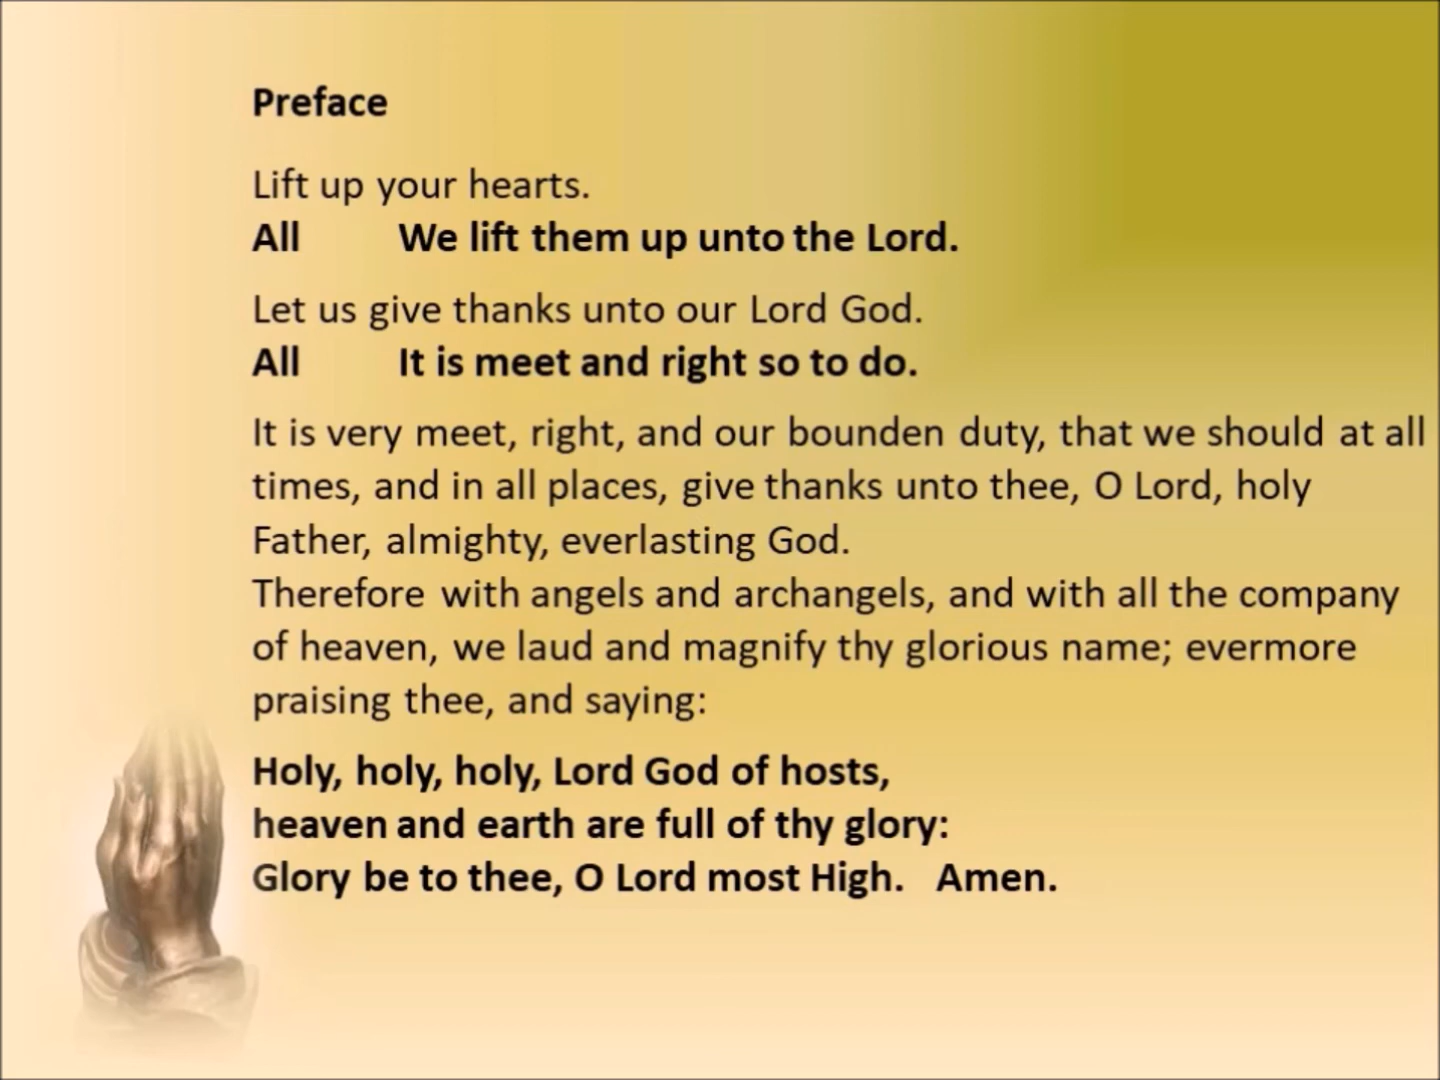 Preface
Lift up your hearts.
All We lift them up unto the Lord.
Let us give thanks unto our Lord God.
All It is meet and right so to do.
It is very meet, right, and our bounden duty, that we should at all
times, and in all places, give thanks unto thee, O Lord, holy
Father, almighty, everlasting God.
Therefore with angels and archangels, and with all the company
of heaven, we laud and magnify thy glorious name; evermore
praising thee, and saying:
Holy, holy, holy, Lord God of hosts,
heaven and earth are full of thy glory:
Glory be to thee, O Lord most High. Amen.